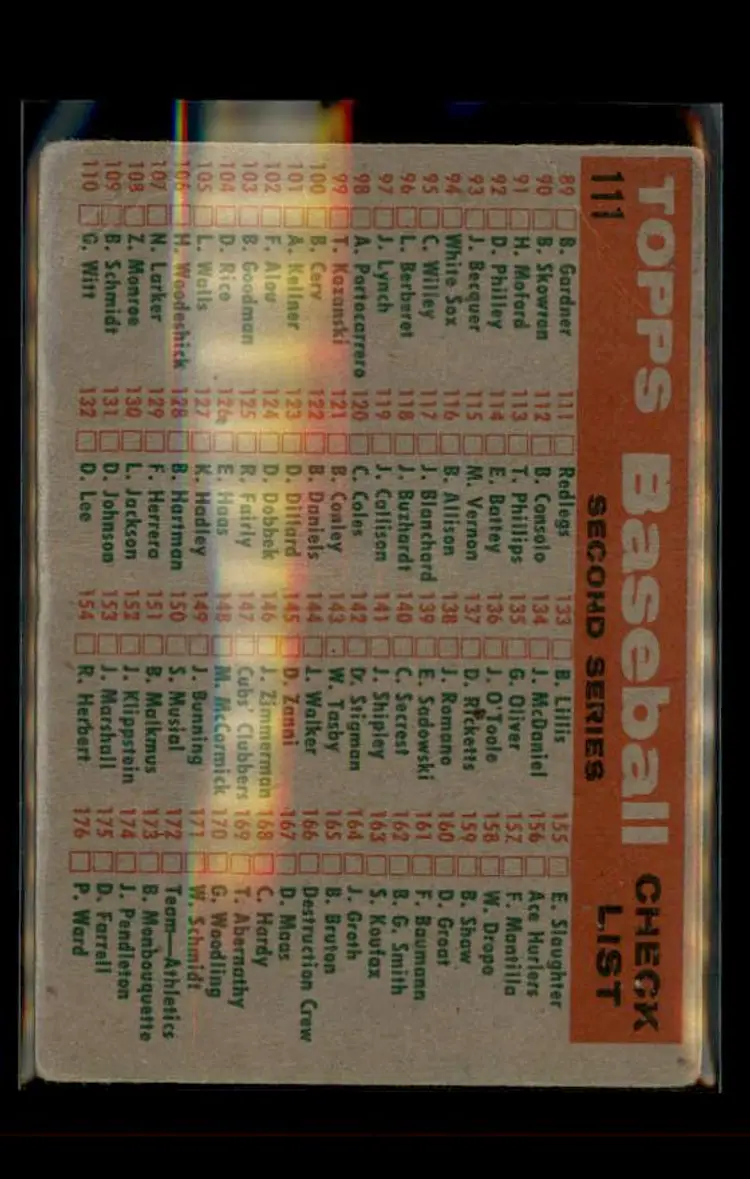 TOPPS Baseball CHECK LIST
111 SECOND SERIES
89 B. Gardner
90 B. Skowron
91 H. Moford
92 D. Philley
93 J. Becquer
94 White Sox
95 C. Willey
96 L. Berberet
97 J. Lynch
98 A. Portocarrero
99 T. Kazanski
100 B. Cerv
101 A. Kellner
102 F. Alou
103 B. Goodman
104 D. Rice
105 L. Walls
106 H. Woodeshick
107 N. Larker
108 Z. Monroe
109 B. Schmidt
110 G. Witt
111 Redlegs
112 B. Consolo
113 T. Phillips
114 E. Battey
115 M. Vernon
116 B. Allison
117 J. Blanchard
118 J. Buzhardt
119 J. Callison
120 C. Coles
121 B. Conley
122 B. Daniels
123 D. Dillard
124 D. Dobbek
125 R. Fairly
126 E. Haas
127 K. Hadley
128 B. Hartman
129 F. Herrera
130 L. Jackson
131 D. Johnson
132 D. Lee
133 B. Lillis
134 J. McDaniel
135 G. Oliver
136 J. O'Toole
137 D. Ricketts
138 J. Romano
139 E. Sadowski
140 C. Secrest
141 J. Shipley
142 D. Stigman
143 W. Tasby
144 J. Walker
145 D. Zanni
146 J. Zimmerman
147 Cubs' Clubbers
148 M. McCormick
149 J. Bunning
150 S. Musial
151 B. Malkmus
152 J. Klippstein
153 J. Marshall
154 R. Herbert
155 E. Slaughter
156 Ace Hurlers
157 F. Mantilla
158 W. Dropo
159 B. Shaw
160 D. Groat
161 F. Baumann
162 B. G. Smith
163 S. Koufax
164 J. Groth
165 B. Bruton
166 Destruction Crew
167 D. Maas
168 C. Hardy
169 T. Abernathy
170 G. Woodling
171 W. Schmidt
172 Team—Athletics
173 B. Monbouquette
174 J. Pendleton
175 D. Farrell
176 P. Ward